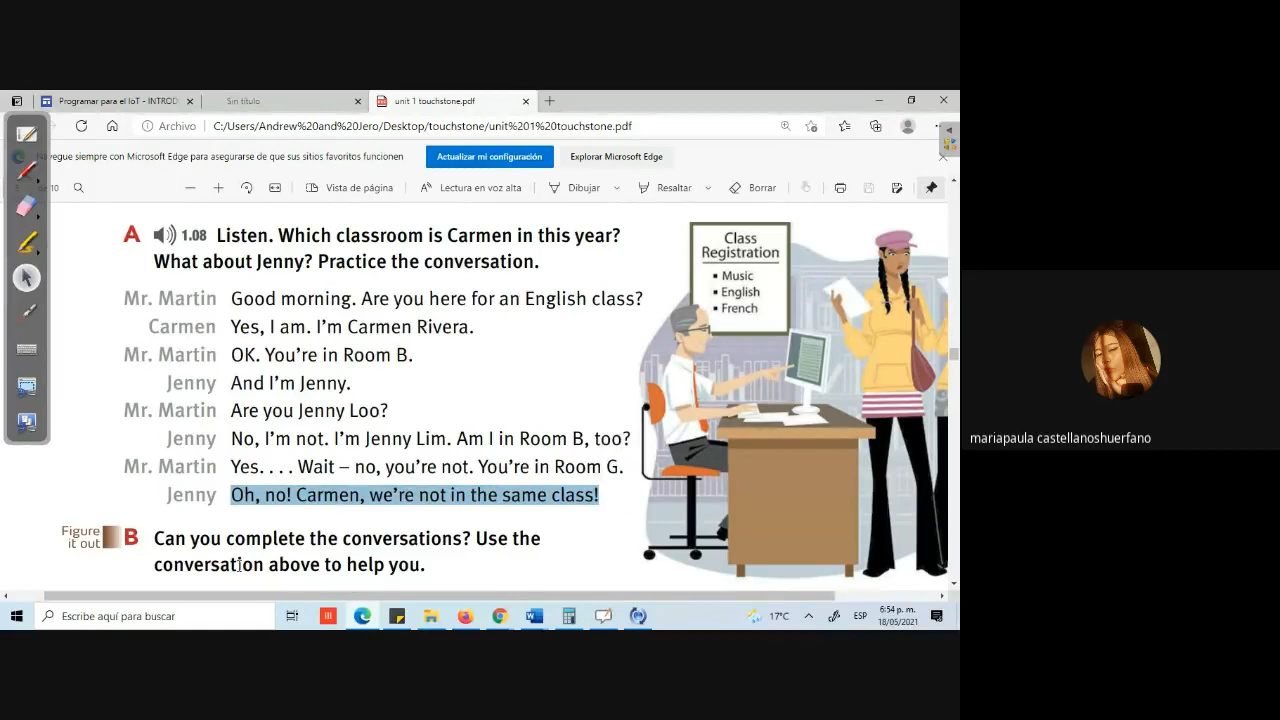 Programar para el IoT - INTROD
Sin título
unit 1 touchstone.pdf
Archivo
C:/Users/Andrew%20and%20Jero/Desktop/touchstone/unit%201%20touchstone.pdf
vegue siempre con Microsoft Edge para asegurarse de que sus sitios favoritos funcionen
Actualizar mi configuración
Explorar Microsoft Edge
de 10
Vista de página
Lectura en voz alta
Dibujar
Resaltar
Borrar
A 1.08 Listen. Which classroom is Carmen in this year?
What about Jenny? Practice the conversation.
Mr. Martin Good morning. Are you here for an English class?
Carmen Yes, I am. I'm Carmen Rivera.
Mr. Martin OK. You're in Room B.
Jenny And I'm Jenny.
Mr. Martin Are you Jenny Loo?
Jenny No, I'm not. I'm Jenny Lim. Am I in Room B, too?
Mr. Martin Yes. . . . Wait – no, you're not. You're in Room G.
Jenny Oh, no! Carmen, we're not in the same class!
Class
Registration
▪ Music
▪ English
▪ French
Figure
it out
B Can you complete the conversations? Use the
conversation above to help you.
mariapaula castellanoshuerfano
Escribe aquí para buscar
17°C
ESP
6:54 p. m.
18/05/2021